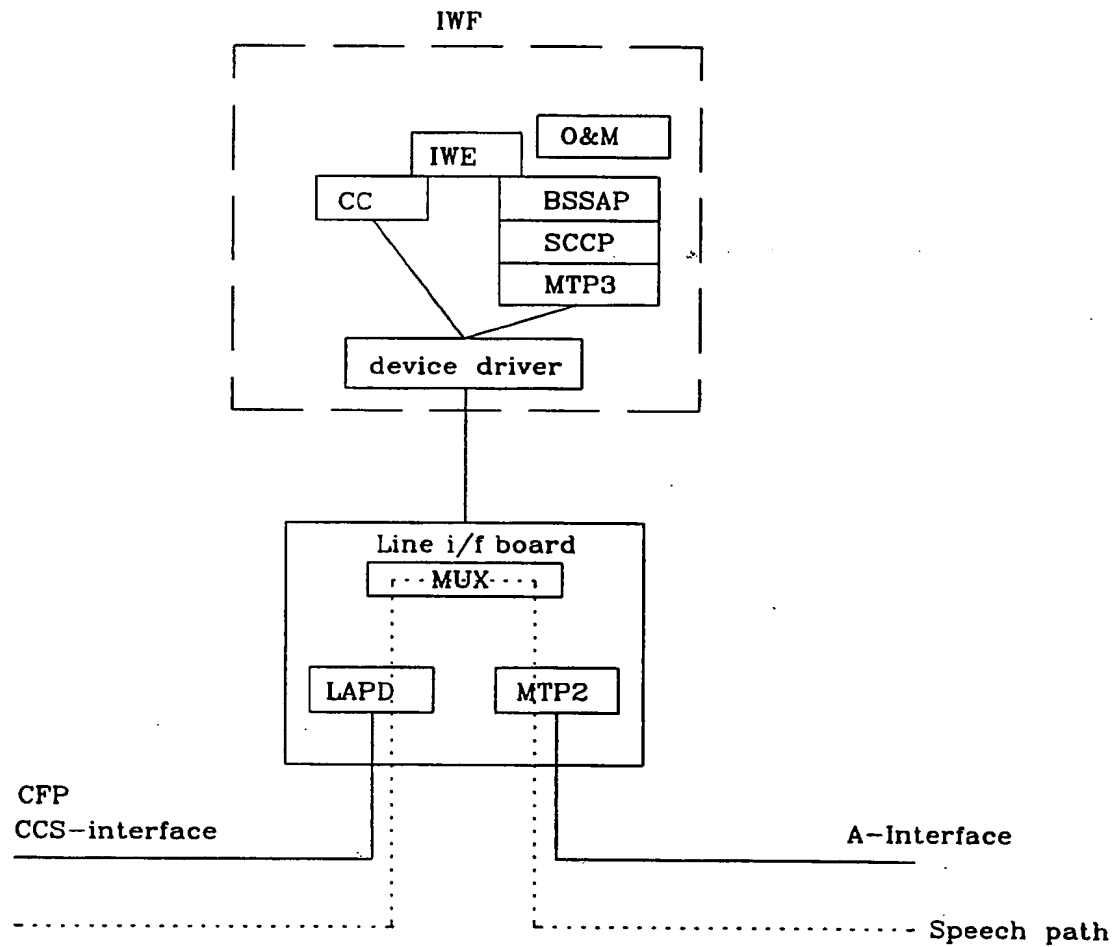 IWF
O&M
IWE
CC
BSSAP
SCCP
MTP3
device driver
Line i/f board
MUX
LAPD
MTP2
CFP
CCS-interface
A-Interface
Speech path